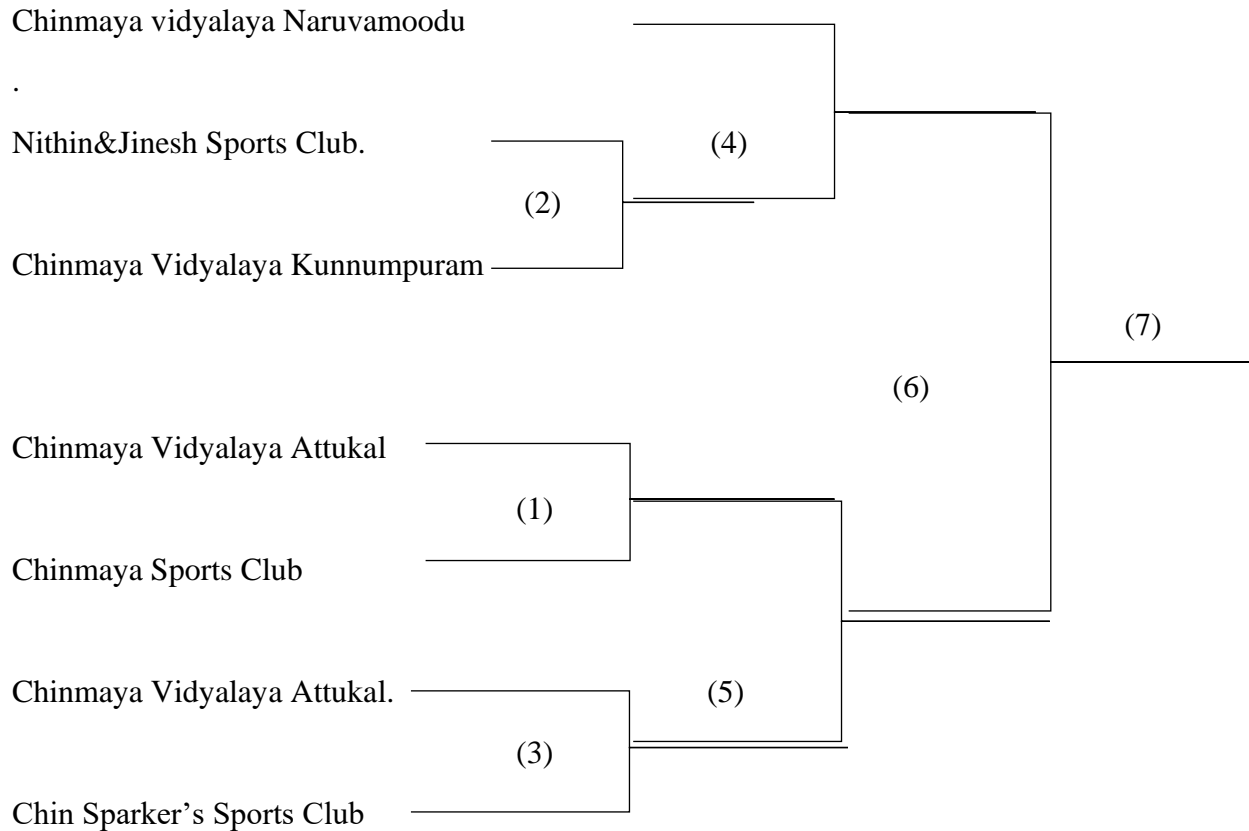 Chinmaya vidyalaya Naruvamoodu
.
Nithin&Jinesh Sports Club.
(4)
(2)
Chinmaya Vidyalaya Kunnumpuram
(7)
(6)
Chinmaya Vidyalaya Attukal
(1)
Chinmaya Sports Club
Chinmaya Vidyalaya Attukal.
(5)
(3)
Chin Sparker’s Sports Club